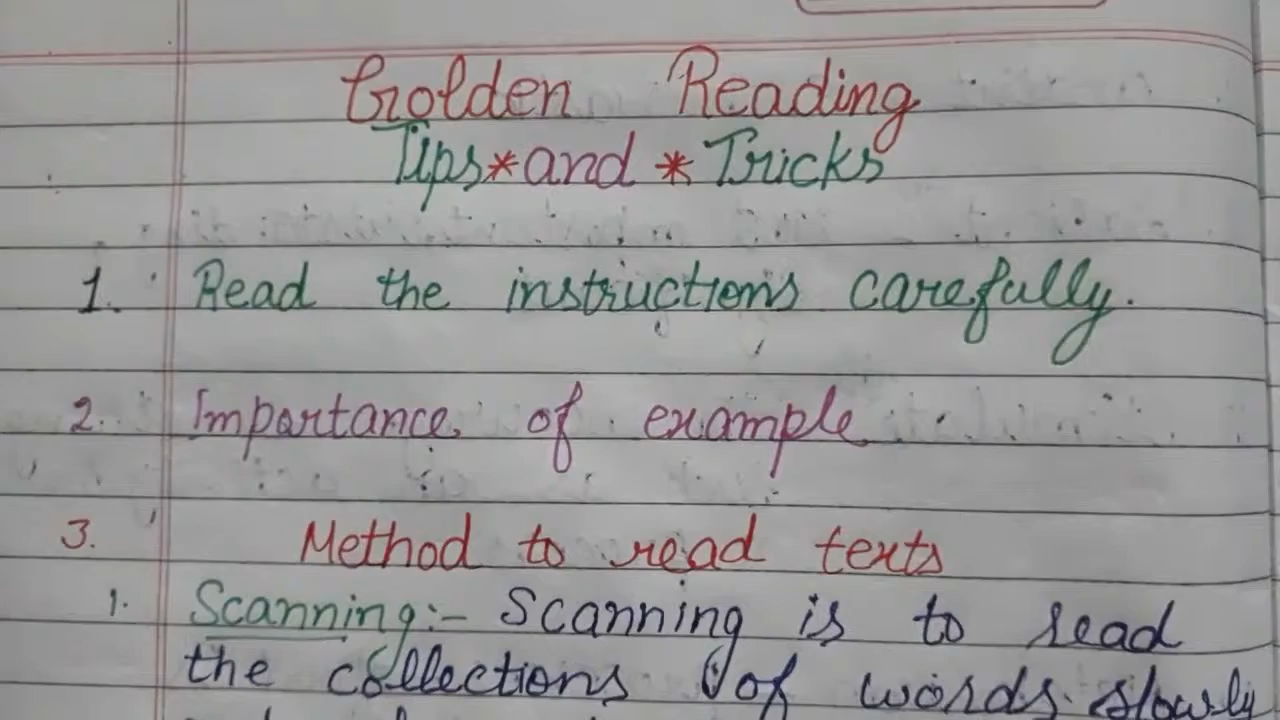 Golden Reading
Tips*and *Tricks
1. Read the instructions carefully.
2. Importance of example
3. Method to read texts
1. Scanning:- Scanning is to read
the collections of words slowly